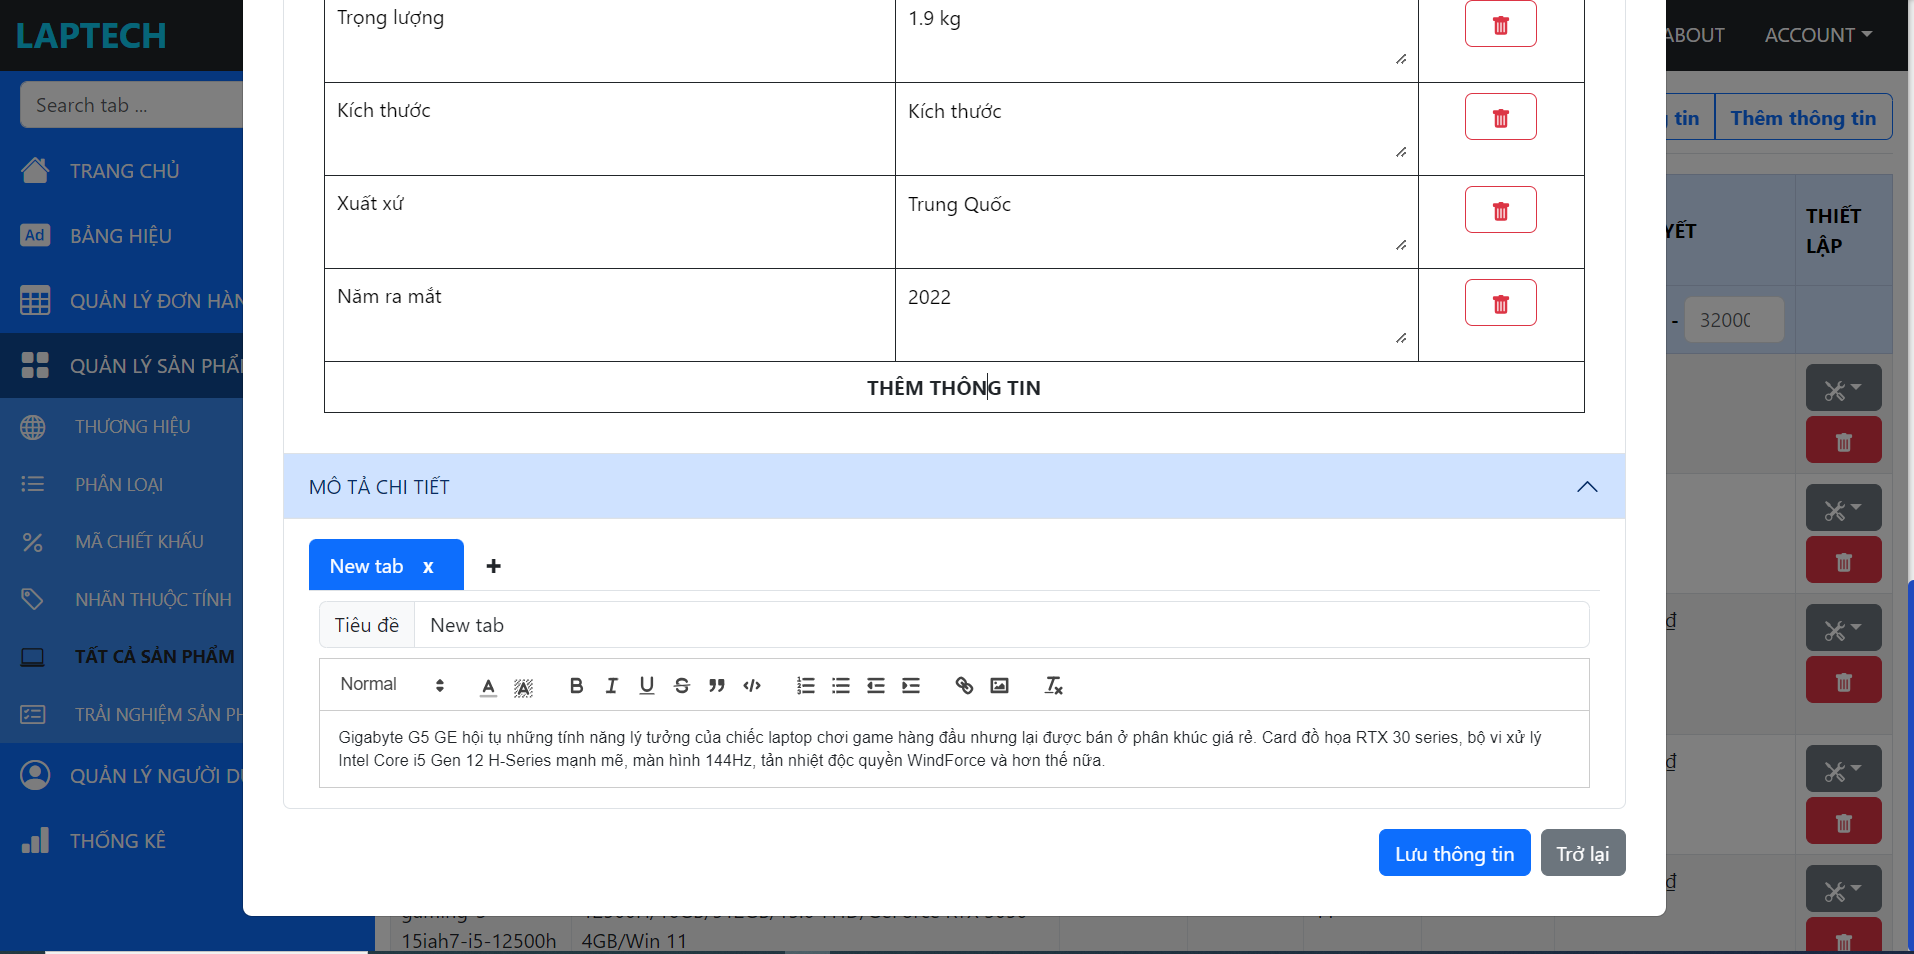 LAPTECH
ABOUT
ACCOUNT
Search tab ...
TRANG CHỦ
Ad
BẢNG HIỆU
QUẢN LÝ ĐƠN HÀN
QUẢN LÝ SẢN PHẨ
THƯƠNG HIỆU
PHÂN LOẠI
MÃ CHIẾT KHẤU
NHÃN THUỘC TÍNH
TẤT CẢ SẢN PHẨM
TRẢI NGHIỆM SẢN PH
QUẢN LÝ NGƯỜI D
THỐNG KÊ
Trọng lượng
1.9 kg
Kích thước
Kích thước
Xuất xứ
Trung Quốc
Năm ra mắt
2022
THÊM THÔNG TIN
MÔ TẢ CHI TIẾT
New tab x +
Tiêu đề
New tab
Normal
Gigabyte G5 GE hội tụ những tính năng lý tưởng của chiếc laptop chơi game hàng đầu nhưng lại được bán ở phân khúc giá rẻ. Card đồ họa RTX 30 series, bộ vi xử lý
Intel Core i5 Gen 12 H-Series mạnh mẽ, màn hình 144Hz, tản nhiệt độc quyền WindForce và hơn thế nữa.
Lưu thông tin
Trở lại
tin
Thêm thông tin
YẾT
THIẾT
LẬP
- 3200
đ
đ
đ
15iah7-i5-12500h
4GB/Win 11